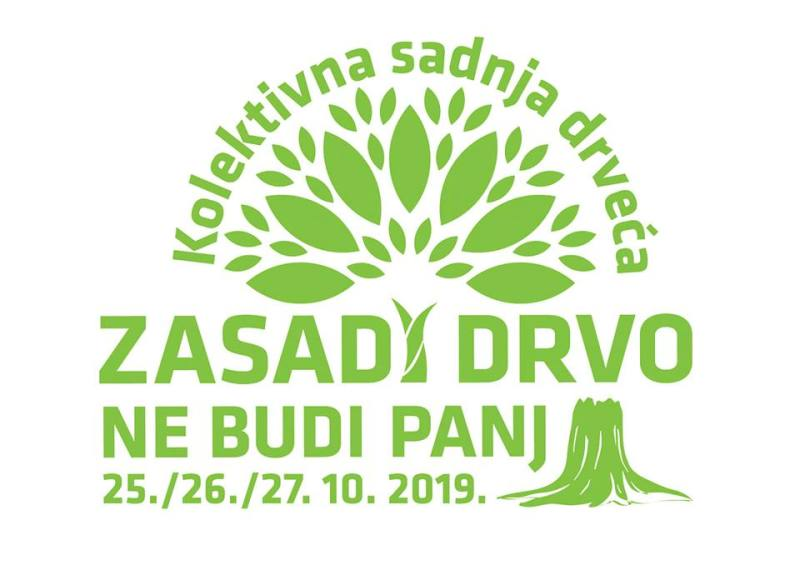 Kolektivna sadnja drveća
ZASADI DRVO
NE BUDI PANJ
25./26./27. 10. 2019.